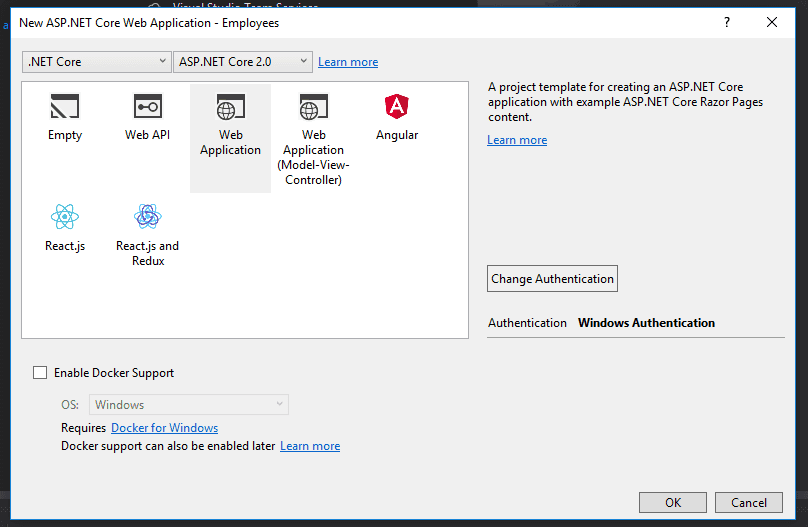 Visual Studio Team Services
New ASP.NET Core Web Application - Employees
?
.NET Core
ASP.NET Core 2.0
Learn more
Empty
Web API
Web
Application
Web
Application
(Model-View-
Controller)
Angular
React.js
React.js and
Redux
A project template for creating an ASP.NET Core
application with example ASP.NET Core Razor Pages
content.
Learn more
Change Authentication
Authentication Windows Authentication
Enable Docker Support
OS: Windows
Requires Docker for Windows
Docker support can also be enabled later Learn more
OK
Cancel